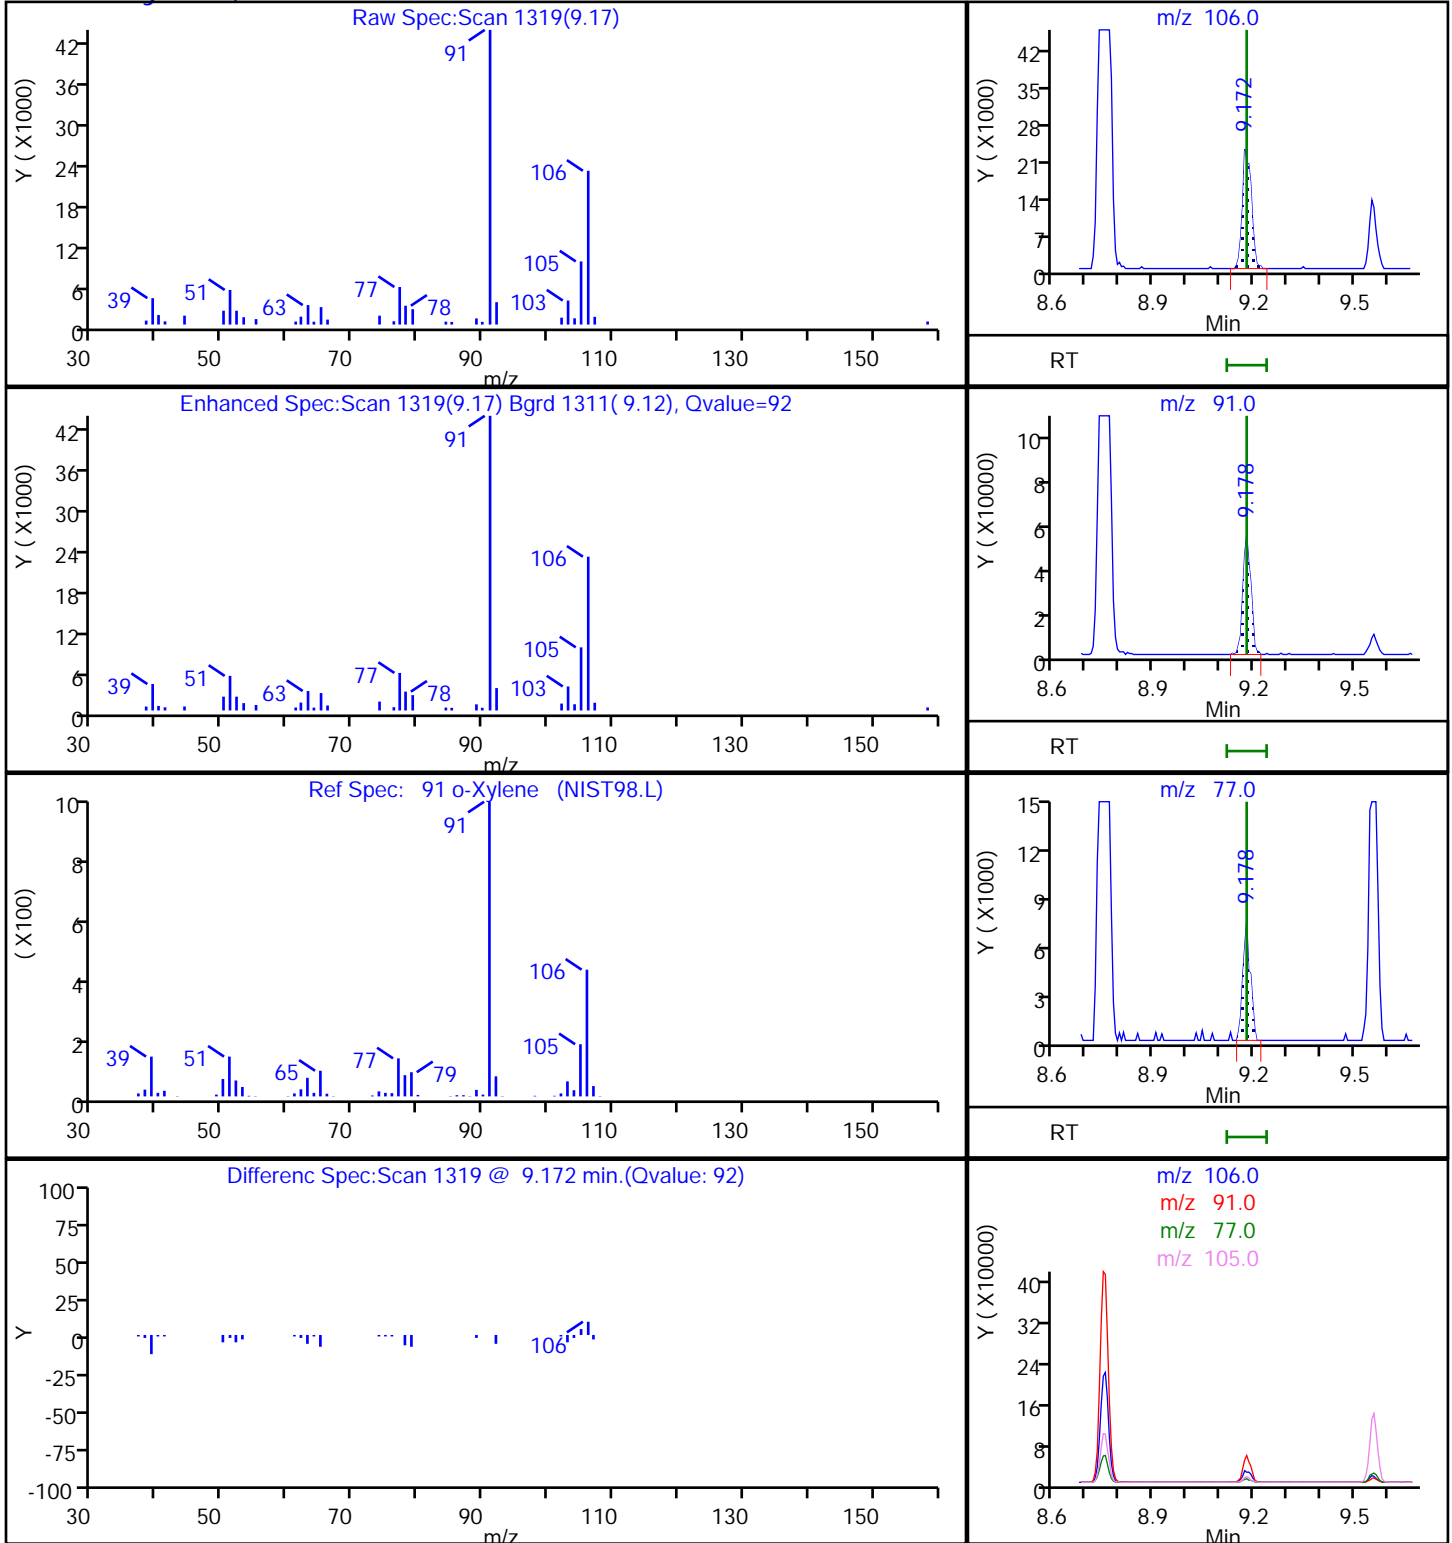 Raw Spec:Scan 1319(9.17)
Y ( X1000)
42
36
30
24
18
12
6
0
91
106
105
103
39
51
63
77
78
30 50 70 90 110 130 150
m/z
m/z 106.0
Y ( X1000)
42
35
28
21
14
7
0
9.172
8.6 8.9 9.2 9.5
Min
RT
Enhanced Spec:Scan 1319(9.17) Bgrd 1311( 9.12), Qvalue=92
Y ( X1000)
42
36
30
24
18
12
6
0
91
106
105
103
39
51
63
77
78
30 50 70 90 110 130 150
m/z
m/z 91.0
Y ( X10000)
10
8
6
4
2
0
9.178
8.6 8.9 9.2 9.5
Min
RT
Ref Spec: 91 o-Xylene (NIST98.L)
( X100)
10
8
6
4
2
0
91
106
105
39
51
65
77
79
30 50 70 90 110 130 150
m/z 77.0
Y ( X1000)
15
12
9
6
3
0
9.178
8.6 8.9 9.2 9.5
Min
RT
Differenc Spec:Scan 1319 @ 9.172 min.(Qvalue: 92)
Y
100
75
50
25
0
-25
-50
-75
-100
106
30 50 70 90 110 130 150
m/z
m/z 106.0
m/z 91.0
m/z 77.0
m/z 105.0
Y ( X10000)
40
32
24
16
8
0
8.6 8.9 9.2 9.5
Min